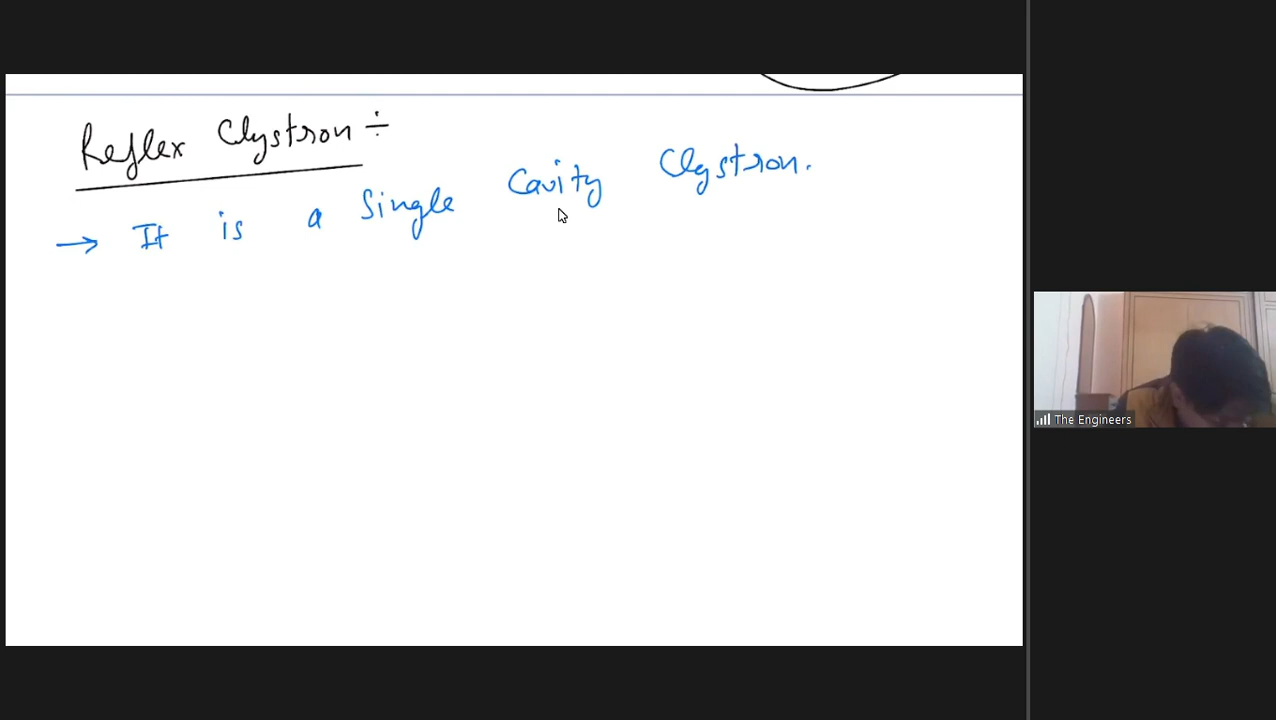 Reflex Clystron ÷
→ It is a Single Cavity Clystron.
The Engineers